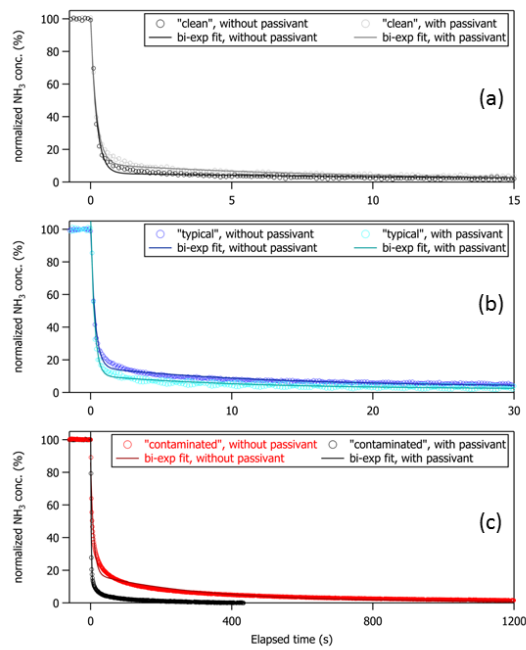 "clean", without passivant "clean", with passivant
bi-exp fit, without passivant bi-exp fit, with passivant
normalized NH3 conc. (%)
100
80
60
40
20
0
(a)
0 5 10 15
"typical", without passivant "typical", with passivant
bi-exp fit, without passivant bi-exp fit, with passivant
normalized NH3 conc. (%)
100
80
60
40
20
0
(b)
0 10 20 30
"contaminated", without passivant "contaminated", with passivant
bi-exp fit, without passivant bi-exp fit, with passivant
normalized NH3 conc. (%)
100
80
60
40
20
0
(c)
0 400 800 1200
Elapsed time (s)